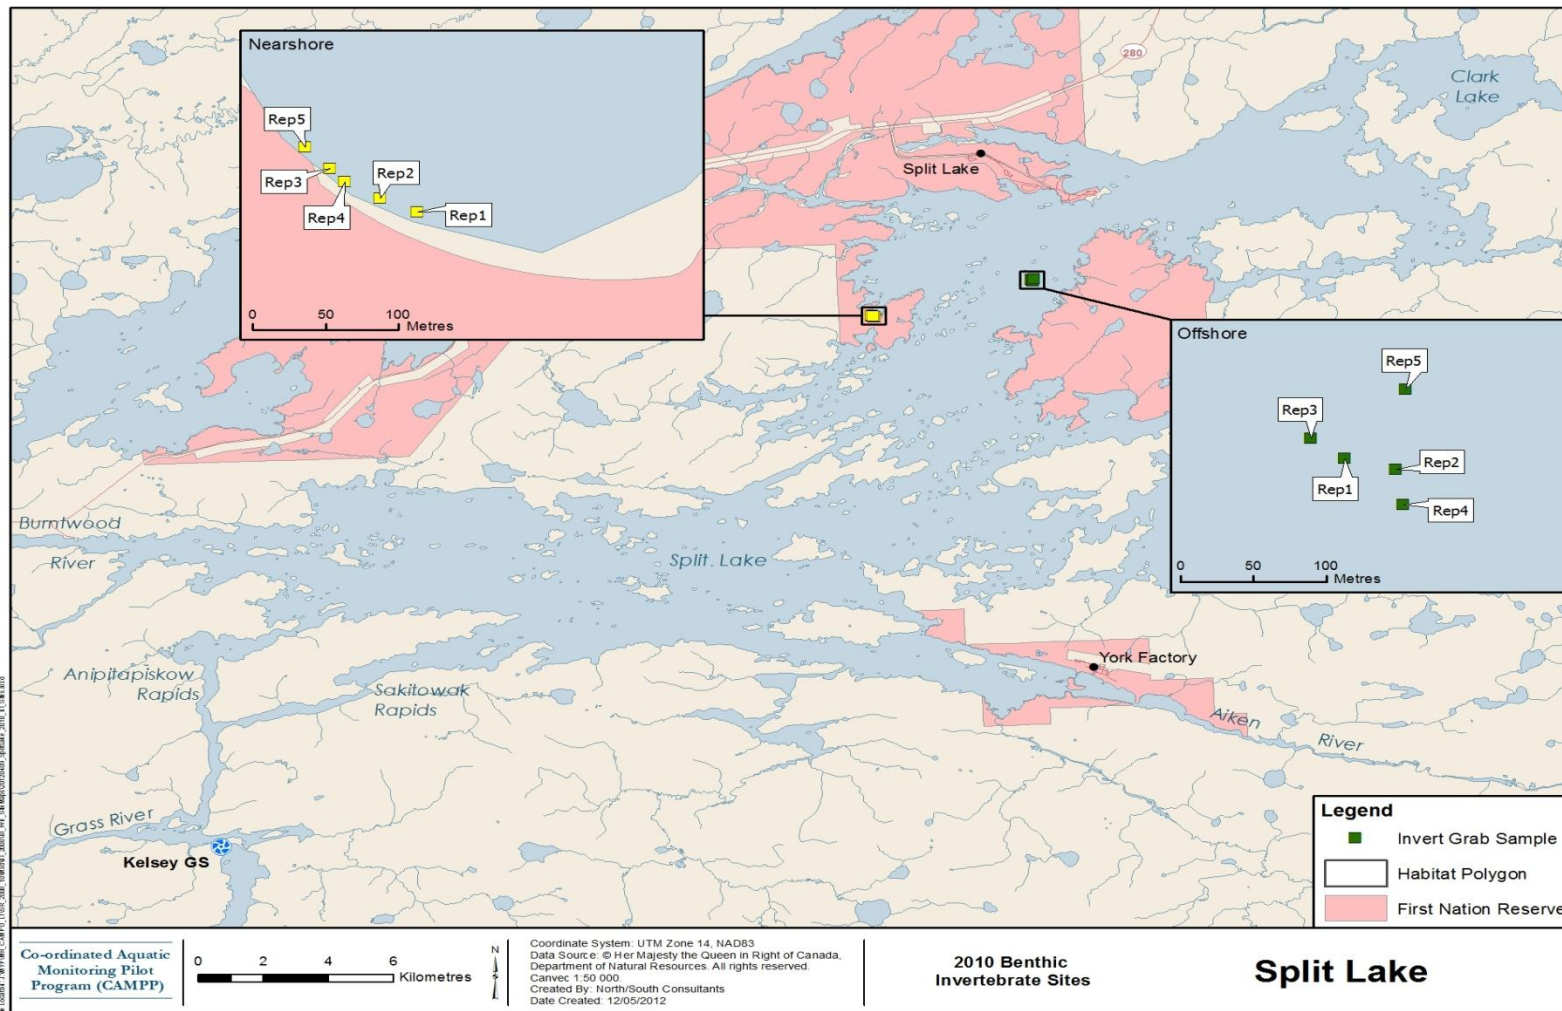 Nearshore
Rep5
Rep3
Rep4
Rep2
Rep1
0 50 100
Metres
280
Clark
Lake
Split Lake
Offshore
Rep5
Rep3
Rep1
Rep2
Rep4
0 50 100
Metres
Burntwood
River
Split Lake
Anipitapiskow
Rapids
Sakitowak
Rapids
York Factory
Aiken
River
Grass River
Kelsey GS
Legend
Invert Grab Sample
Habitat Polygon
First Nation Reserve
Co-ordinated Aquatic
Monitoring Pilot
Program (CAMPP)
0 2 4 6
Kilometres
N
Coordinate System: UTM Zone 14, NAD83
Data Source: © Her Majesty the Queen in Right of Canada,
Department of Natural Resources. All rights reserved.
Canvec 1:50 000.
Created By: North/South Consultants
Date Created: 12/05/2012
2010 Benthic
Invertebrate Sites
Split Lake